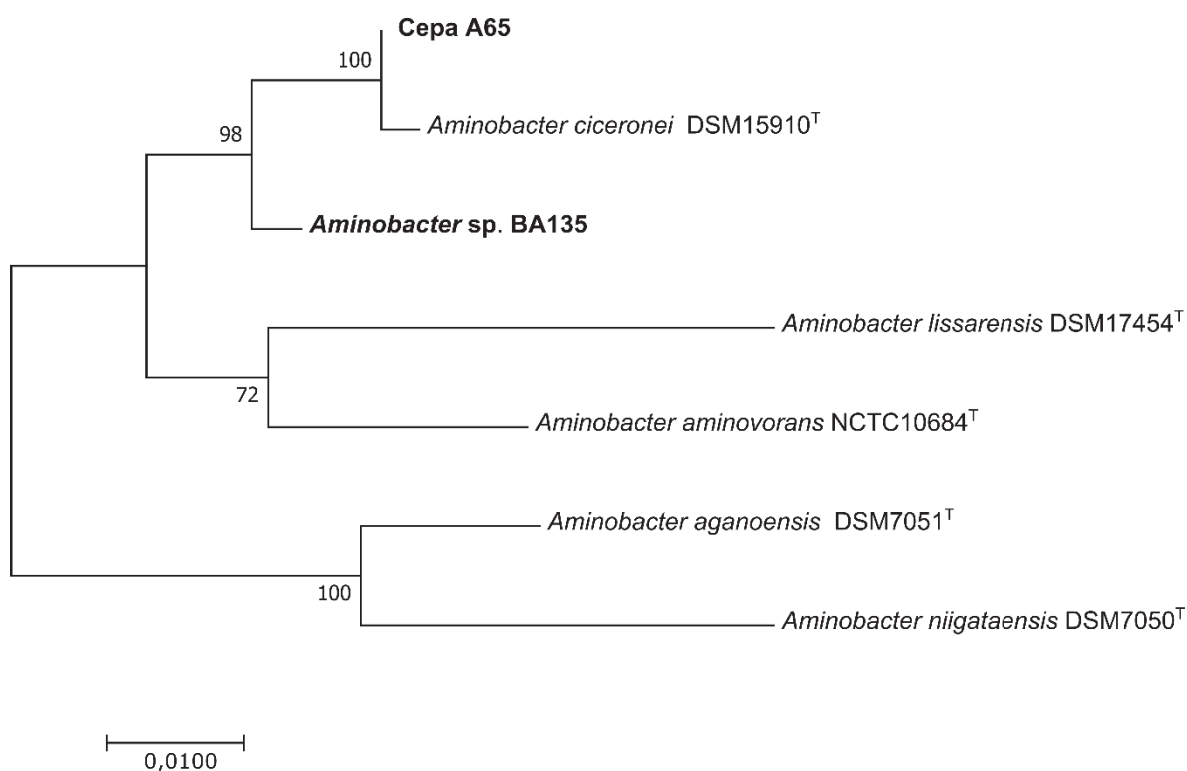 Cepa A65
100
Aminobacter ciceronei DSM15910T
98
Aminobacter sp. BA135
Aminobacter lissarensis DSM17454T
72
Aminobacter aminovorans NCTC10684T
Aminobacter aganoensis DSM7051T
100
Aminobacter niigataensis DSM7050T
0,0100